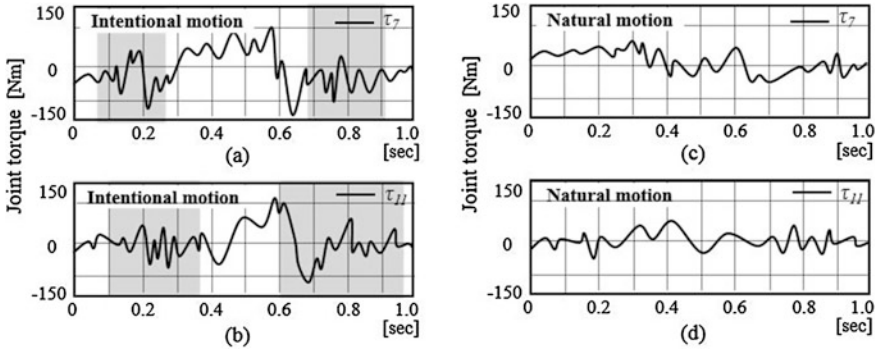 Joint torque [Nm]
150
0
-150
Intentional motion
τ7
0 0.2 0.4 0.6 0.8 1.0
[sec]
(a)
150
0
-150
Natural motion
τ7
0 0.2 0.4 0.6 0.8 1.0
[sec]
(c)
Joint torque [Nm]
150
0
-150
Intentional motion
τ11
0 0.2 0.4 0.6 0.8 1.0
[sec]
(b)
150
0
-150
Natural motion
τ11
0 0.2 0.4 0.6 0.8 1.0
[sec]
(d)